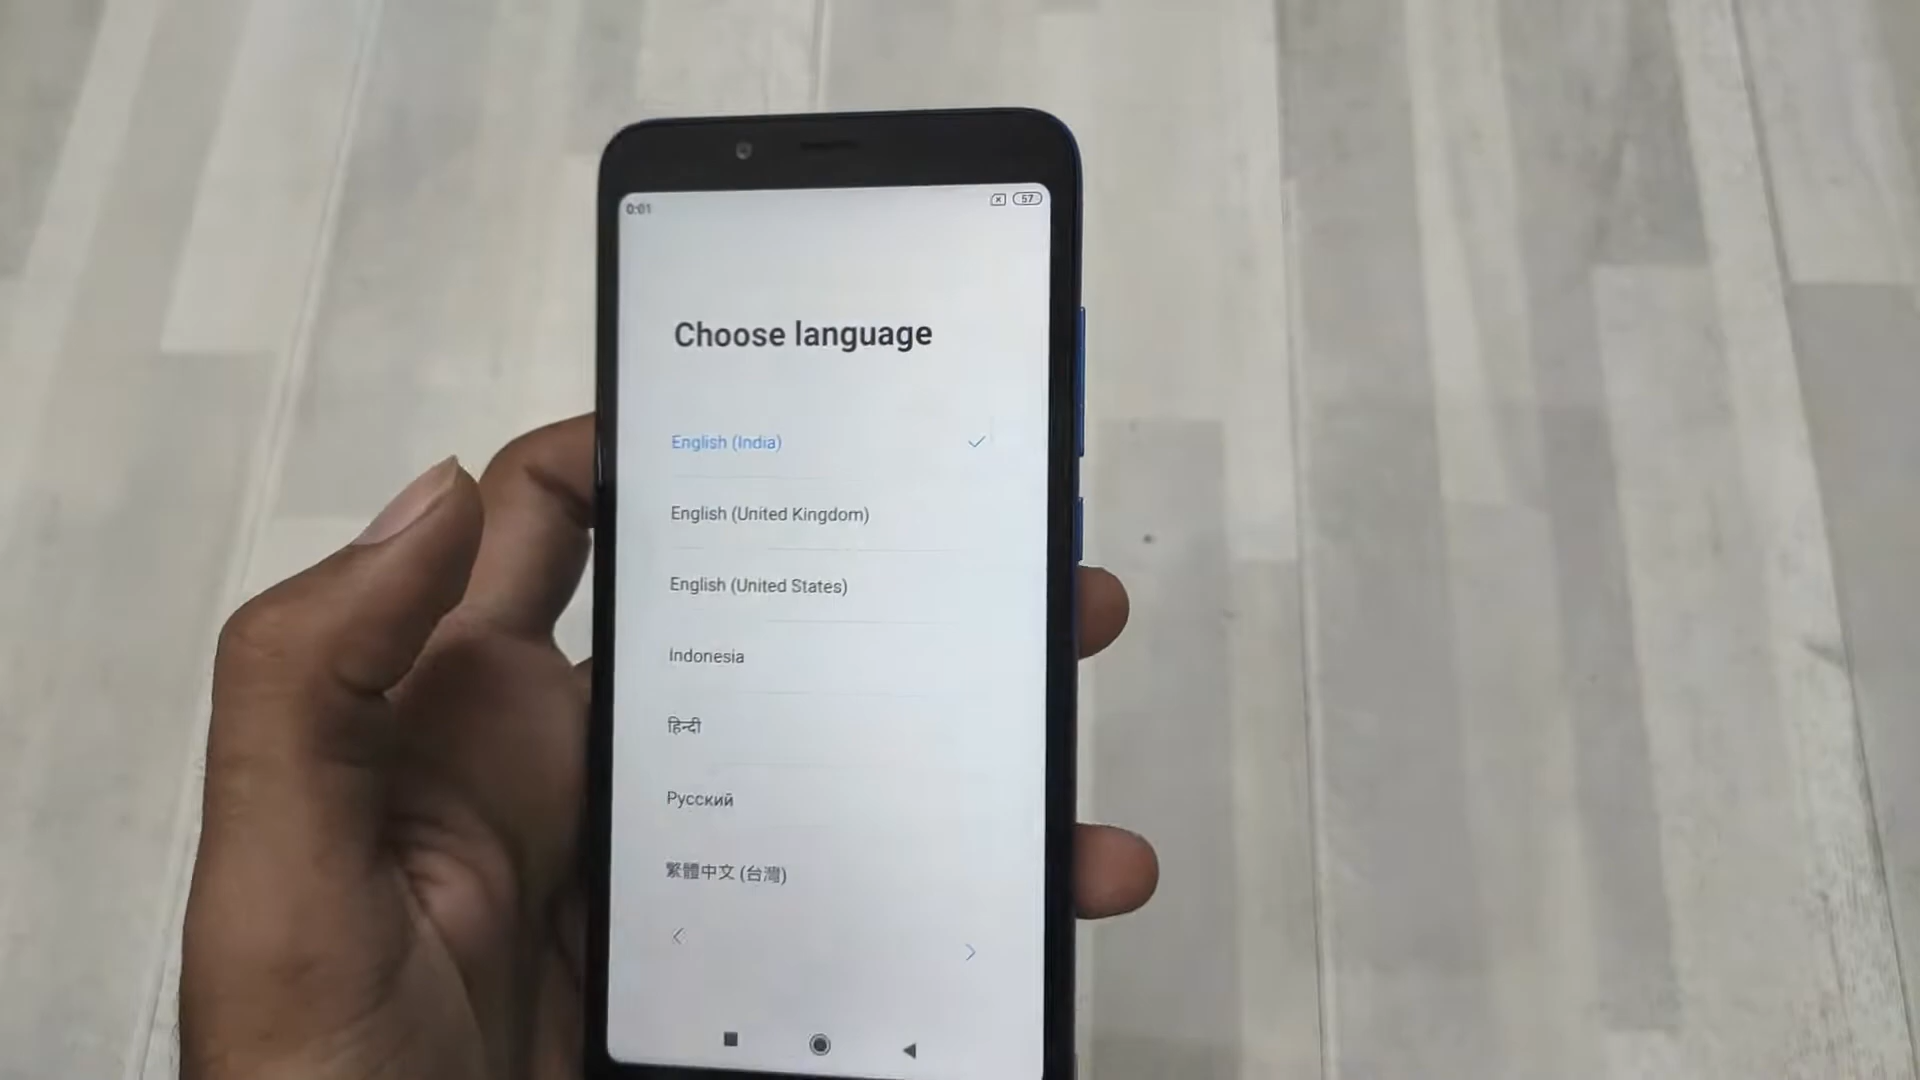 0:01
57
Choose language
English (India)
English (United Kingdom)
English (United States)
Indonesia
हिन्दी
Русский
繁體中文 (台灣)